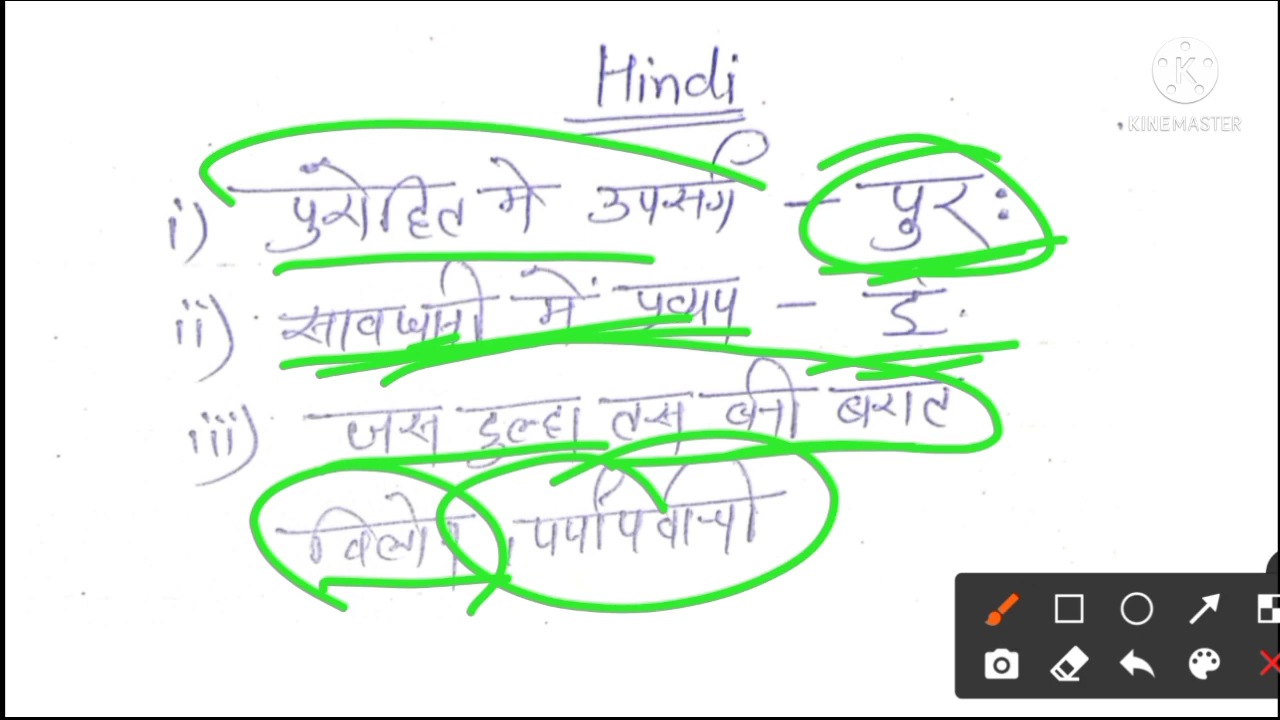 Hindi
KINEMASTER
i) पुरोहित मे उपसर्ग - पुर:
ii) सावधानी में प्रत्यय - ई
iii) जस दुल्हा तस बनी बरात
विलोम, पर्यायवाची